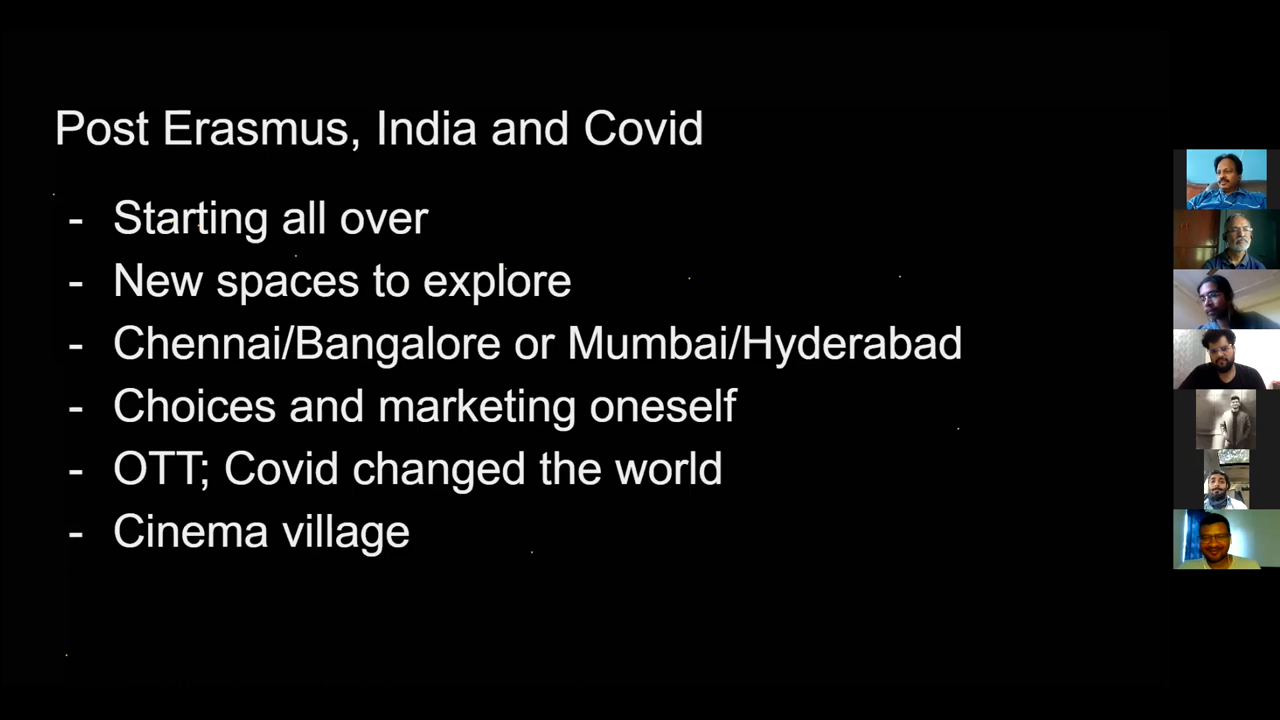 Post Erasmus, India and Covid
- Starting all over
- New spaces to explore
- Chennai/Bangalore or Mumbai/Hyderabad
- Choices and marketing oneself
- OTT; Covid changed the world
- Cinema village